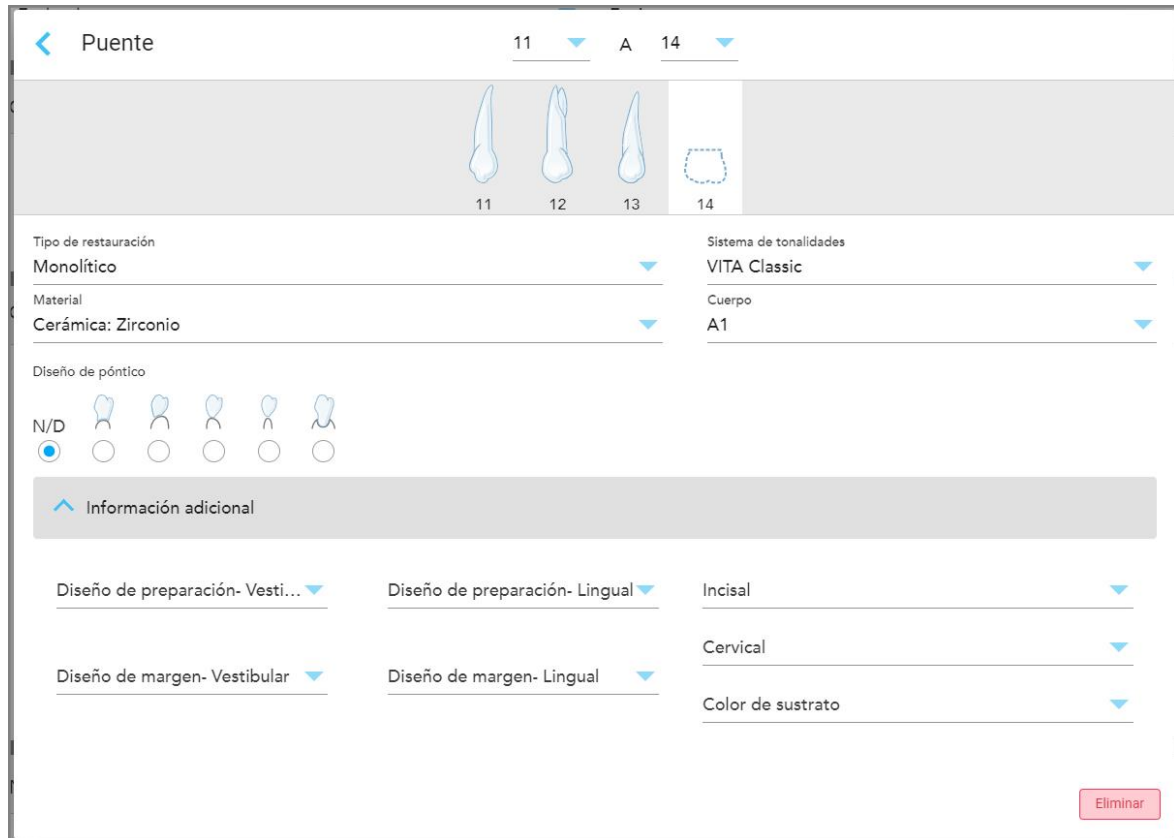 Puente 11 A 14
11 12 13 14
Tipo de restauración
Monolítico
Sistema de tonalidades
VITA Classic
Material
Cerámica: Zirconio
Cuerpo
A1
Diseño de póntico
N/D
Información adicional
Diseño de preparación- Vesti...
Diseño de preparación- Lingual
Incisal
Cervical
Diseño de margen- Vestibular
Diseño de margen- Lingual
Color de sustrato
Eliminar